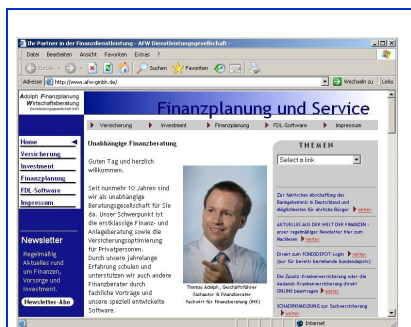 Ihr Partner in der Finanzdienstleistung - AFW Dienstleistungsgesellschaft -
Datei Bearbeiten Ansicht Favoriten Extras ?
Zurück Suchen Favoriten
Adresse http://www.afw-gmbh.de/ Wechseln zu Links
Adolph Finanzplanung
Wirtschaftsberatung
Dienstleistungsgesellschaft mbH
Finanzplanung und Service
Versicherung Investment Finanzplanung FDL-Software Impressum
Home
Versicherung
Investment
Finanzplanung
FDL-Software
Impressum
Newsletter
Regelmäßig
Aktuelles rund
um Finanzen,
Vorsorge und
Investment.
Newsletter-Abo
Unabhängige Finanzberatung
Guten Tag und herzlich
willkommen.
Seit nunmehr 10 Jahren sind
wir als unabhängige
Beratungsgesellschaft für Sie
da. Unser Schwerpunkt ist
die erstklassige Finanz- und
Anlageberatung sowie die
Versicherungsoptimierung
für Privatpersonen.
Durch unsere jahrelange
Erfahrung schulen und
unterstützen wir auch andere
Finanzberater durch
fachliche Vorträge und
unsere speziell entwickelte
Software.
Thomas Adolph, Geschäftsführer
Fachautor & Finanzberater
Fachwirt für Finanzberatung (IHK)
THEMEN
Select a link
Zur faktischen Abschaffung des
Bankgeheimnis in Deutschland und
Möglichkeiten für ehrliche Bürger weiter
AKTUELLES AUS DER WELT DER FINANZEN -
unser regelmäßiger Newsletter hier zum
Nachlesen weiter
Direkt zum FONDSDEPOT-Login weiter
(nur für bereits bestehende Kundendepots)
Die Zusatz-Krankenversicherung oder die
Auslands-Krankenversicherung direkt
ONLINE beantragen weiter
SCHADENSMELDUNG zur Sachversicherung
weiter
Internet